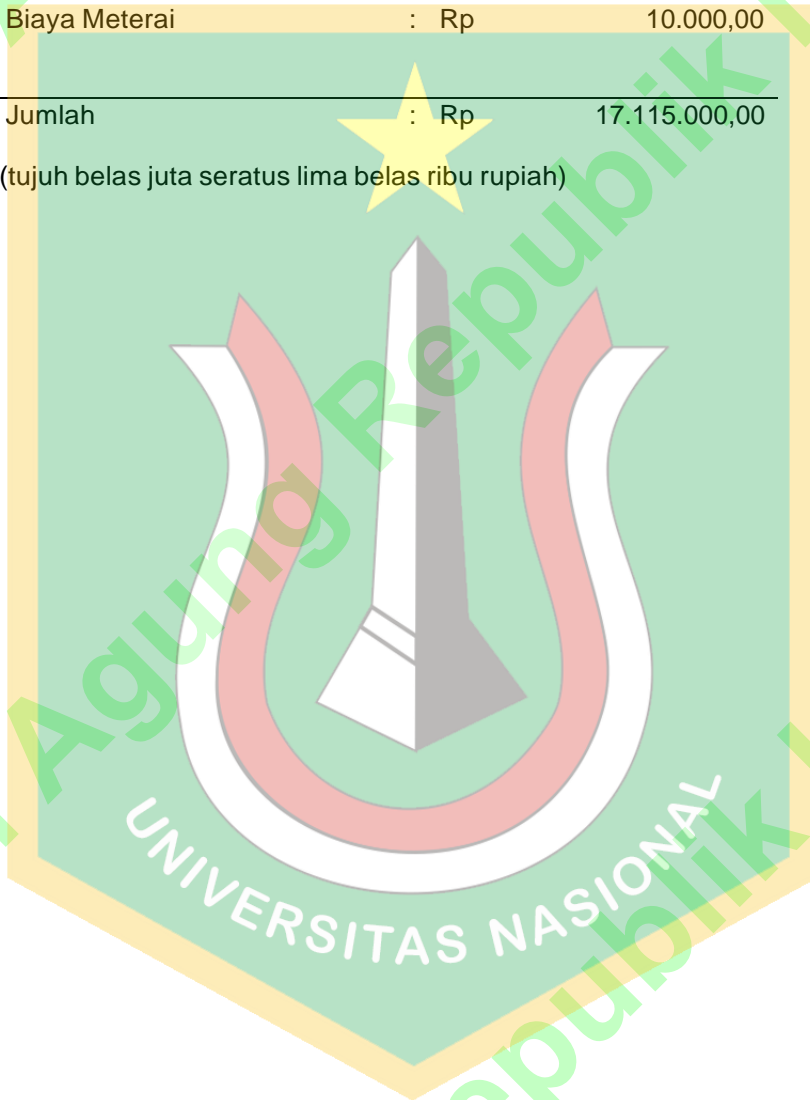 Biaya Meterai : Rp 10.000,00
Jumlah : Rp 17.115.000,00
(tujuh belas juta seratus lima belas ribu rupiah)
Agung Republik
UNIVERSITAS NASIONAL
publik